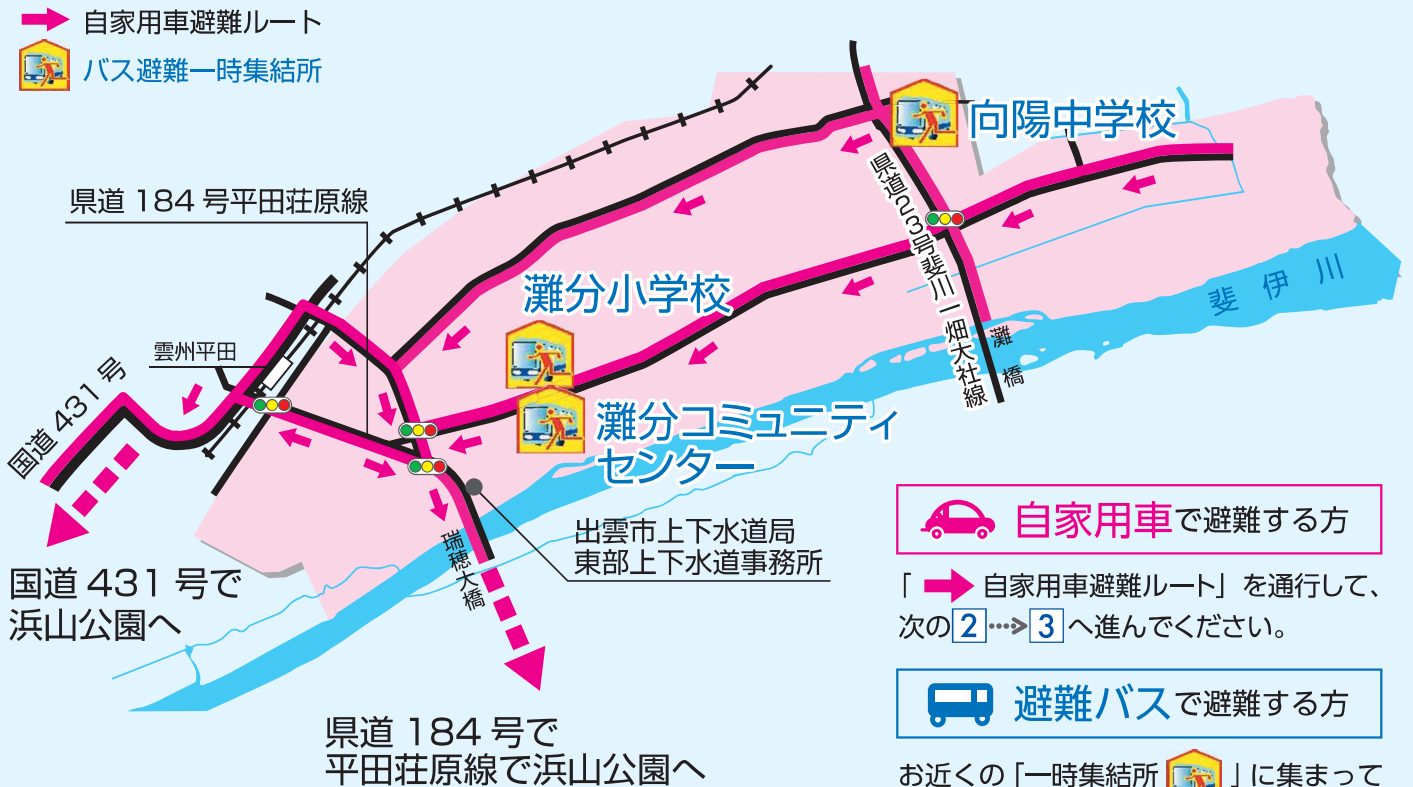 自家用車避難ルート
バス避難一時集結所
向陽中学校
県道184号平田荘原線
県道23号斐川一畑大社線
灘分小学校
斐伊川
雲州平田
灘橋
国道431号
灘分コミュニティ
センター
瑞穂大橋
出雲市上下水道局
東部上下水道事務所
国道431号で
浜山公園へ
県道184号で
平田荘原線で浜山公園へ
自家用車で避難する方
「自家用車避難ルート」を通行して、
次の2 3へ進んでください。
避難バスで避難する方
お近くの「一時集結所」に集まって